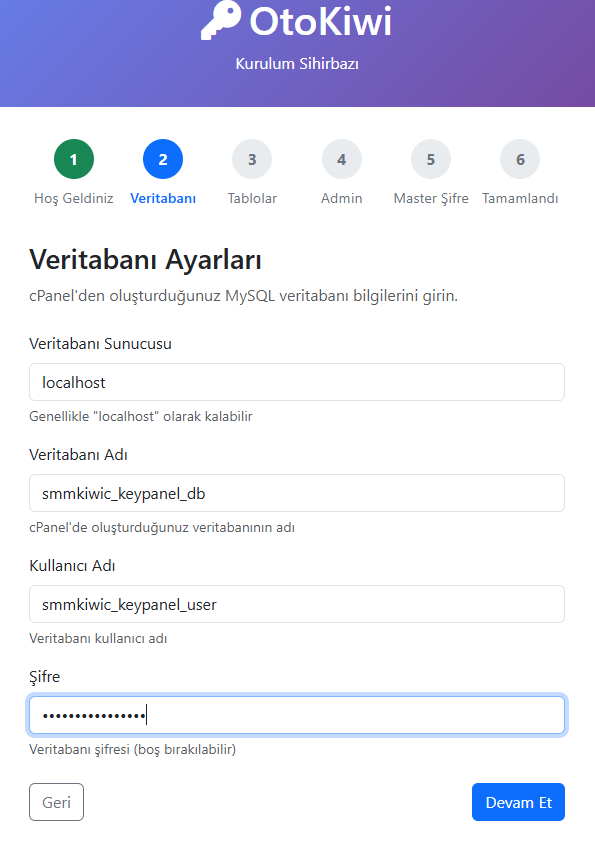 OtoKiwi
Kurulum Sihirbazı
1 2 3 4 5 6
Hoş Geldiniz Veritabanı Tablolar Admin Master Şifre Tamamlandı
Veritabanı Ayarları
cPanel'den oluşturduğunuz MySQL veritabanı bilgilerini girin.
Veritabanı Sunucusu
localhost
Genellikle "localhost" olarak kalabilir
Veritabanı Adı
smmkiwic_keypanel_db
cPanel'de oluşturduğunuz veritabanının adı
Kullanıcı Adı
smmkiwic_keypanel_user
Veritabanı kullanıcı adı
Şifre
••••••••••••••••
Veritabanı şifresi (boş bırakılabilir)
Geri Devam Et